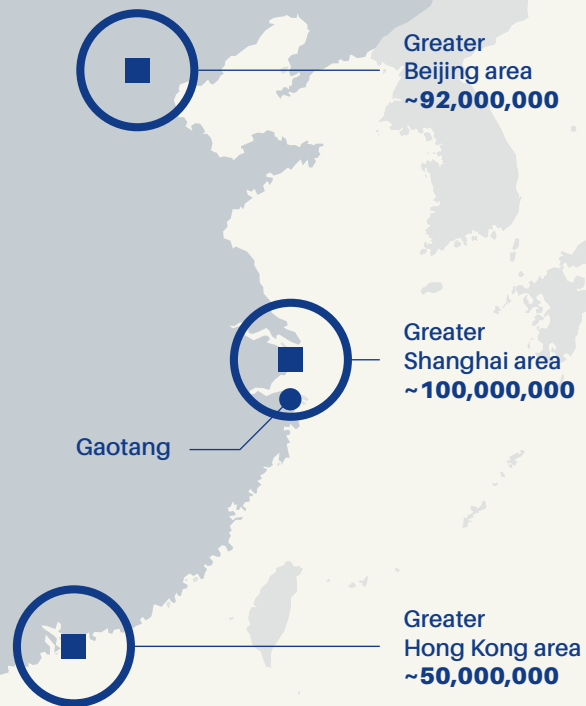 Greater
Beijing area
~92,000,000
Greater
Shanghai area
~100,000,000
Gaotang
Greater
Hong Kong area
~50,000,000